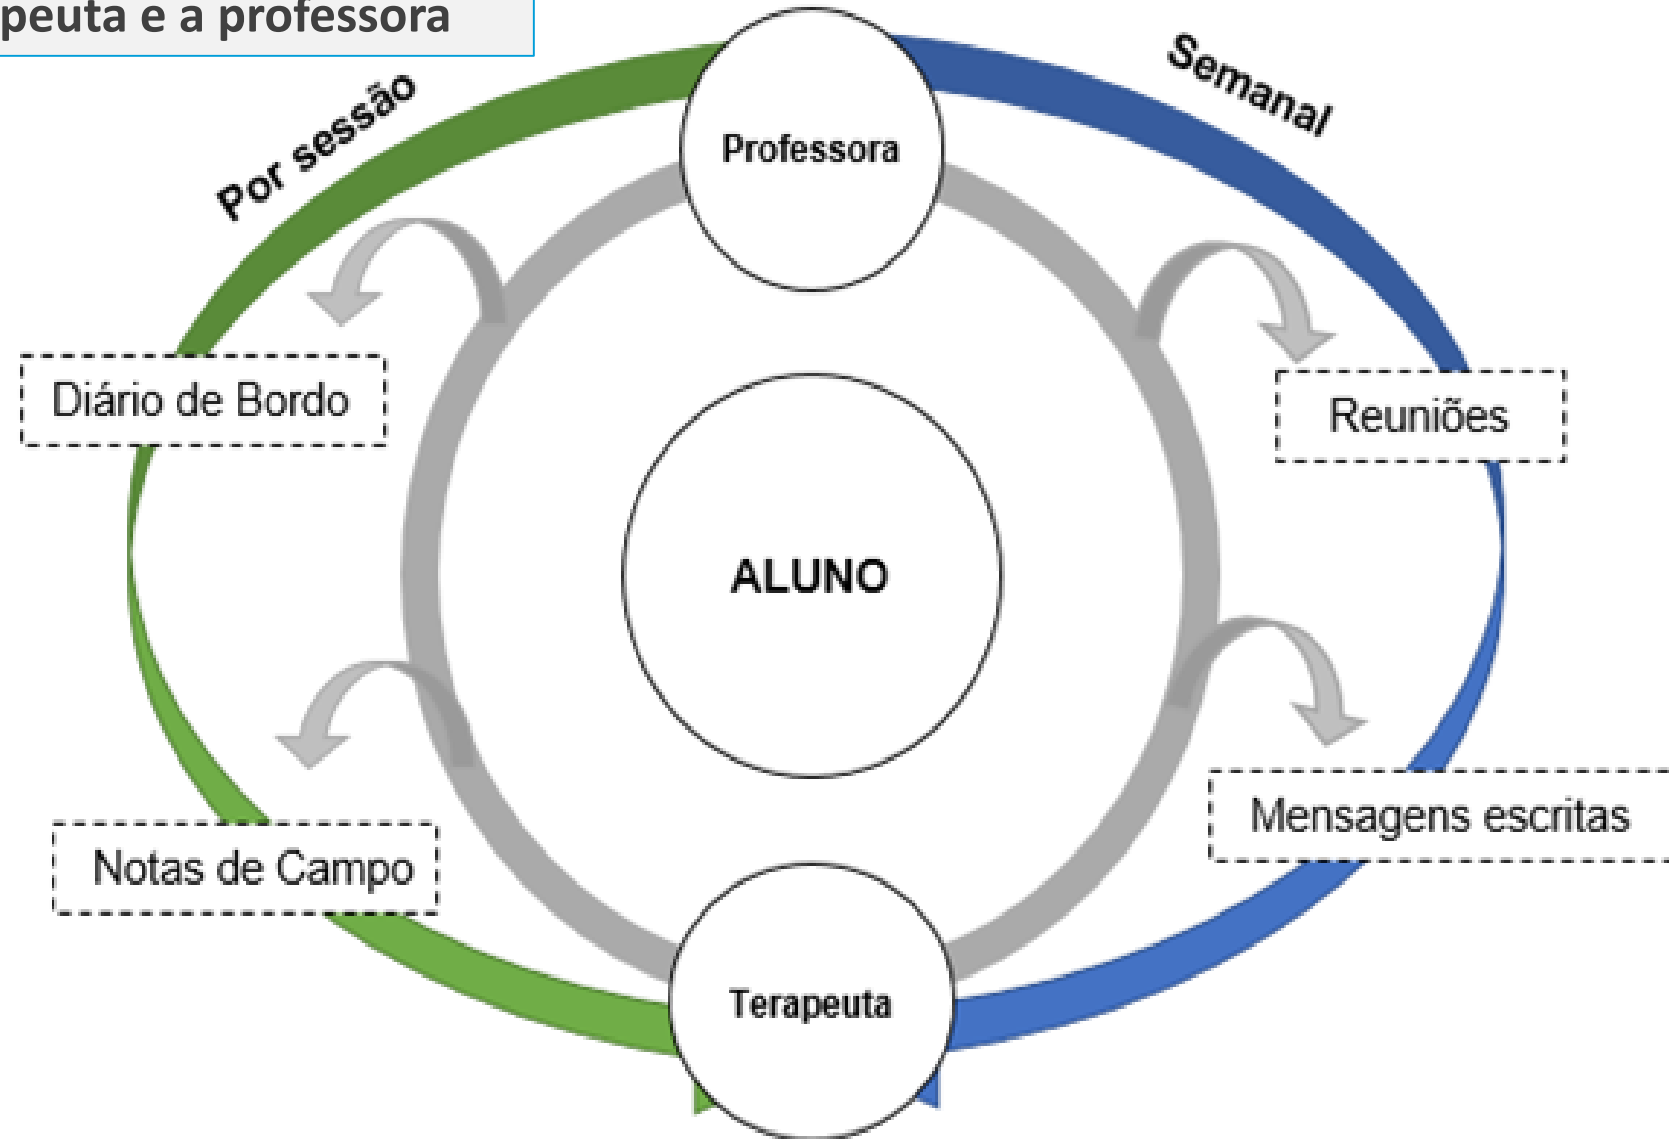 peuta e a professora
Por sessão
Semanal
Professora
Diário de Bordo
Reuniões
ALUNO
Mensagens escritas
Notas de Campo
Terapeuta